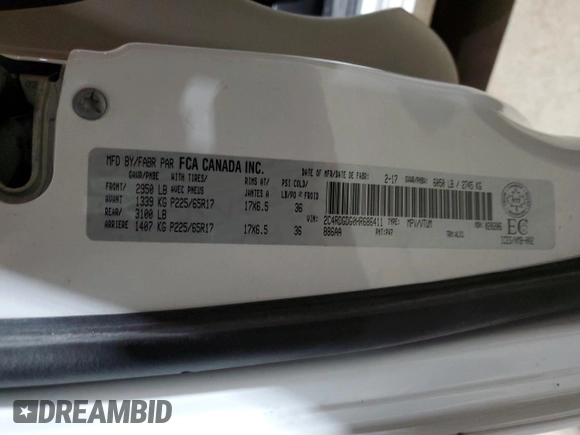 MFD BY/FABR PAR FCA CANADA INC. DATE OF MFR/DATE DE FABR: 2-17 GVWR/PNBV: 6050 LB / 2745 KG
GAWR/PNBE WITH TIRES/ RIMS AT/ PSI COLD/
FRONT/ 2950 LB AVEC PNEUS JANTES A LB/PO² FROID
AVANT 1339 KG P225/65R17 17X6.5 36
REAR/ 3100 LB
ARRIERE 1407 KG P225/65R17 17X6.5 36
VIN: TYPE: MPV/VTUM
PNT: PW7
EC
DREAMBID